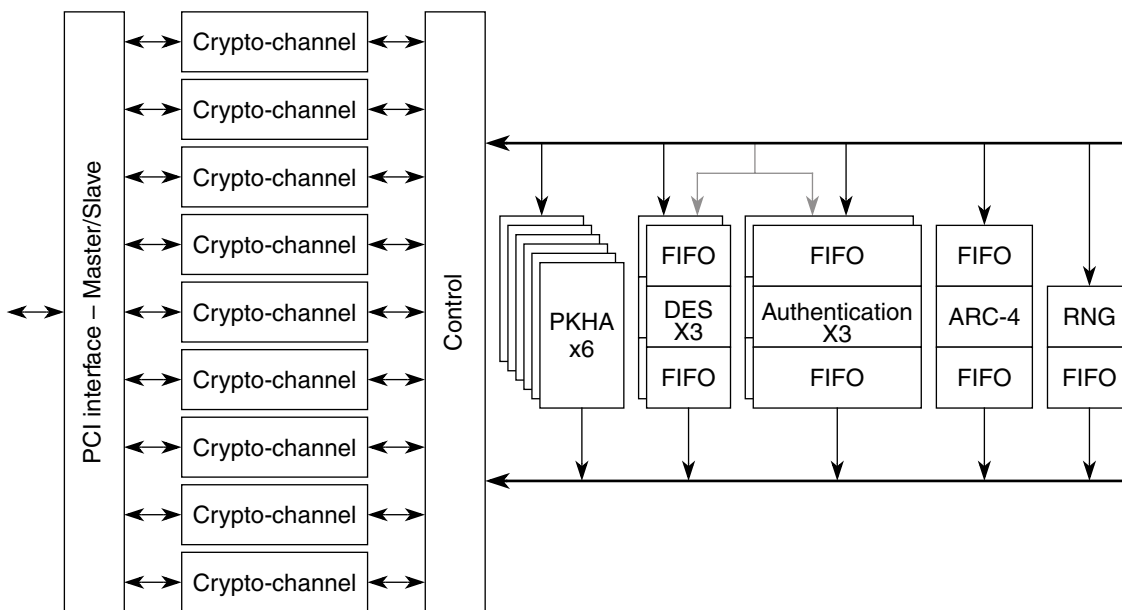 PCI interface – Master/Slave
Crypto-channel
Crypto-channel
Crypto-channel
Crypto-channel
Crypto-channel
Crypto-channel
Crypto-channel
Crypto-channel
Crypto-channel
Control
PKHA
x6
FIFO
DES
X3
FIFO
FIFO
Authentication
X3
FIFO
FIFO
ARC-4
FIFO
RNG
FIFO